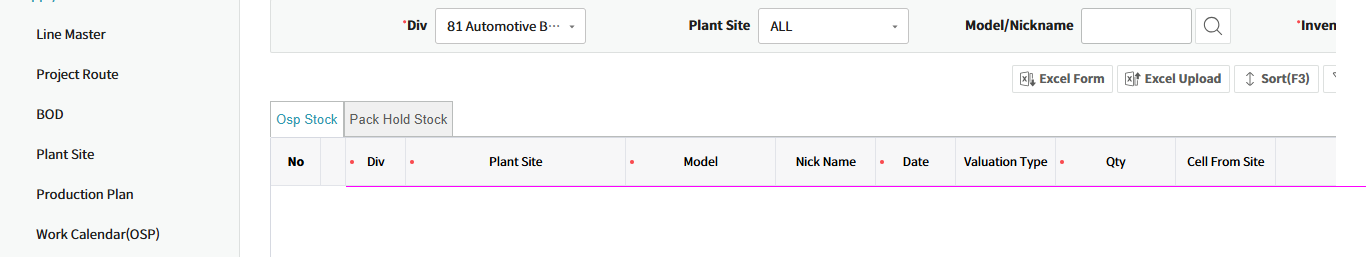 *Div 81 Automotive B··· Plant Site ALL Model/Nickname *Inven
Line Master
Project Route
BOD
Plant Site
Production Plan
Work Calendar(OSP)
Excel Form Excel Upload Sort(F3)
Osp Stock Pack Hold Stock
No Div Plant Site Model Nick Name Date Valuation Type Qty Cell From Site